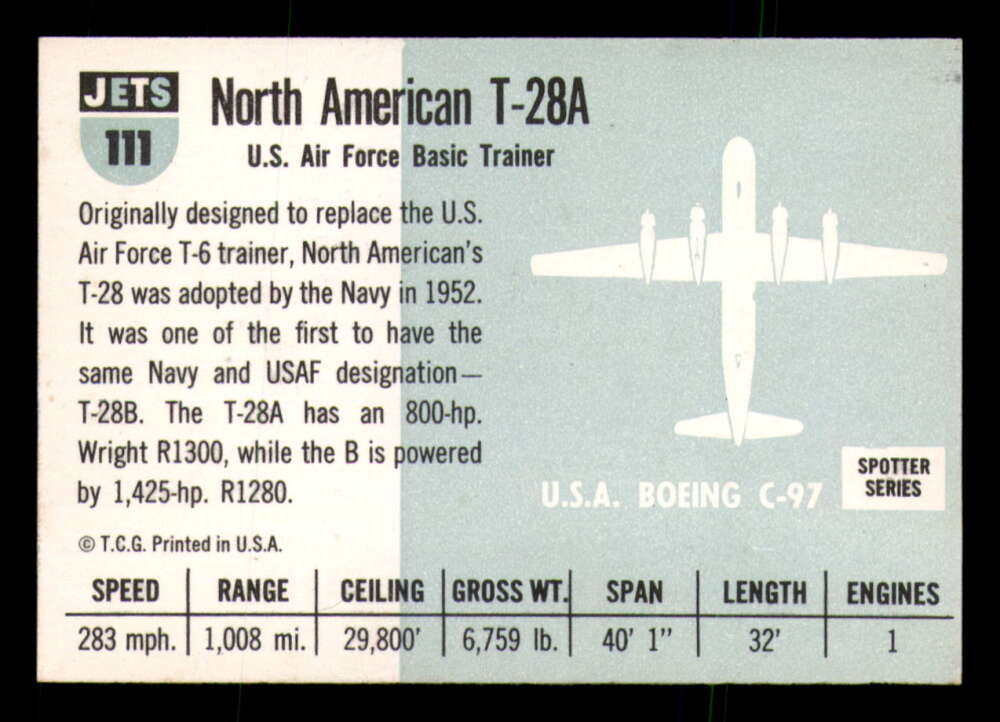 JETS
111
North American T-28A
U.S. Air Force Basic Trainer
Originally designed to replace the U.S.
Air Force T-6 trainer, North American's
T-28 was adopted by the Navy in 1952.
It was one of the first to have the
same Navy and USAF designation—
T-28B. The T-28A has an 800-hp.
Wright R1300, while the B is powered
by 1,425-hp. R1280.
© T.C.G. Printed in U.S.A.
U.S.A. BOEING C-97
SPOTTER
SERIES
SPEED RANGE CEILING GROSS WT. SPAN LENGTH ENGINES
283 mph. 1,008 mi. 29,800' 6,759 lb. 40' 1" 32' 1